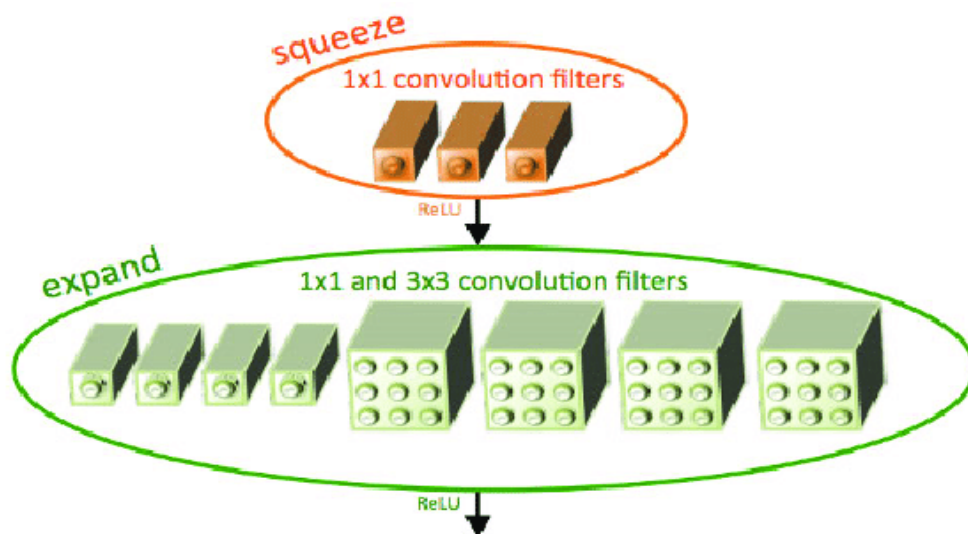 squeeze
1x1 convolution filters
ReLU
expand
1x1 and 3x3 convolution filters
ReLU